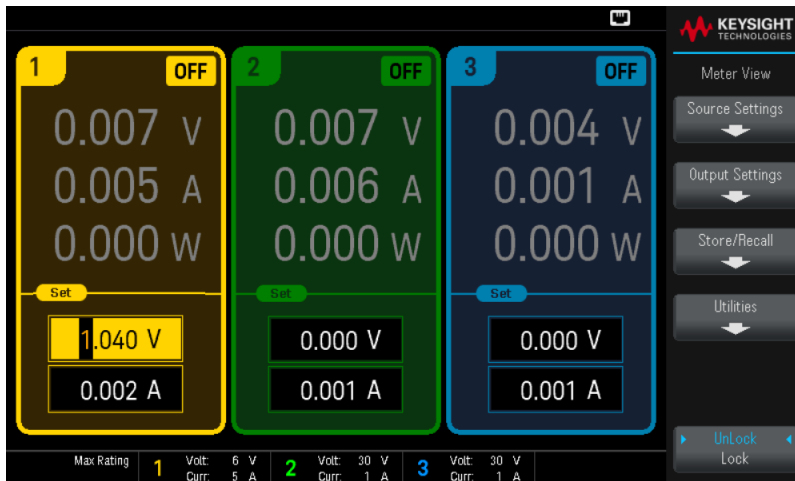 KEYSIGHT
TECHNOLOGIES
1 OFF 2 OFF 3 OFF
Meter View
0.007 V 0.007 V 0.004 V
Source Settings
0.005 A 0.006 A 0.001 A
Output Settings
0.000 W 0.000 W 0.000 W
Store/Recall
Set Set Set
Utilities
1.040 V 0.000 V 0.000 V
0.002 A 0.001 A 0.001 A
UnLock
Lock
Max Rating 1 Volt: 6 V 2 Volt: 30 V 3 Volt: 30 V
Curr: 5 A Curr: 1 A Curr: 1 A